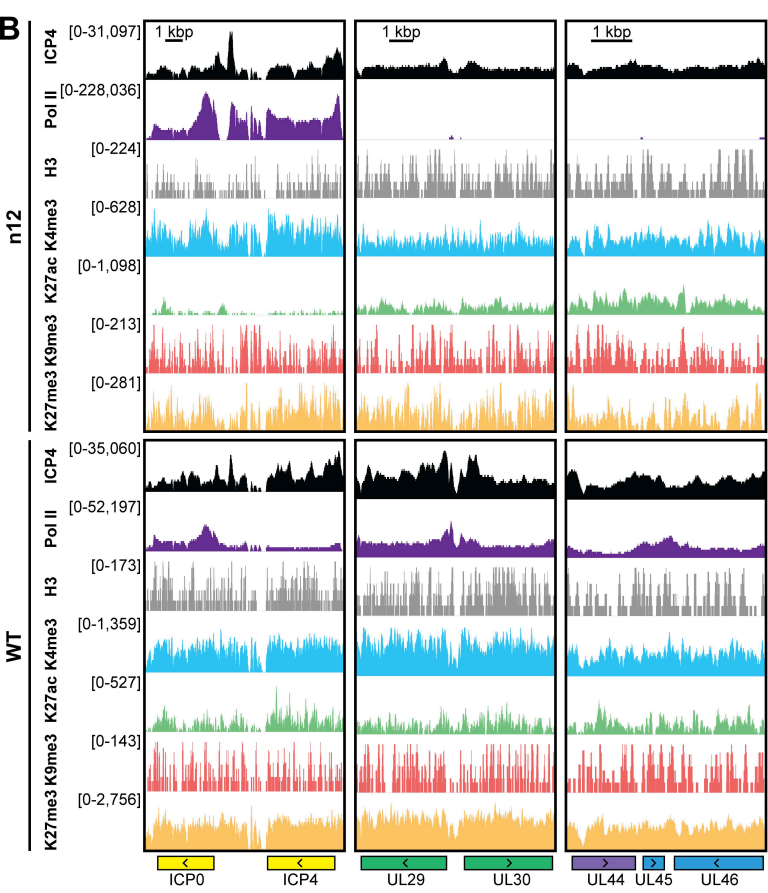 B
1 kbp 1 kbp 1 kbp
n12
ICP4 [0-31,097]
Pol II [0-228,036]
H3 [0-224]
K4me3 [0-628]
K27ac [0-1,098]
K9me3 [0-213]
K27me3 [0-281]
WT
ICP4 [0-35,060]
Pol II [0-52,197]
H3 [0-173]
K4me3 [0-1,359]
K27ac [0-527]
K9me3 [0-143]
K27me3 [0-2,756]
< < < > > > <
ICP0 ICP4 UL29 UL30 UL44 UL45 UL46